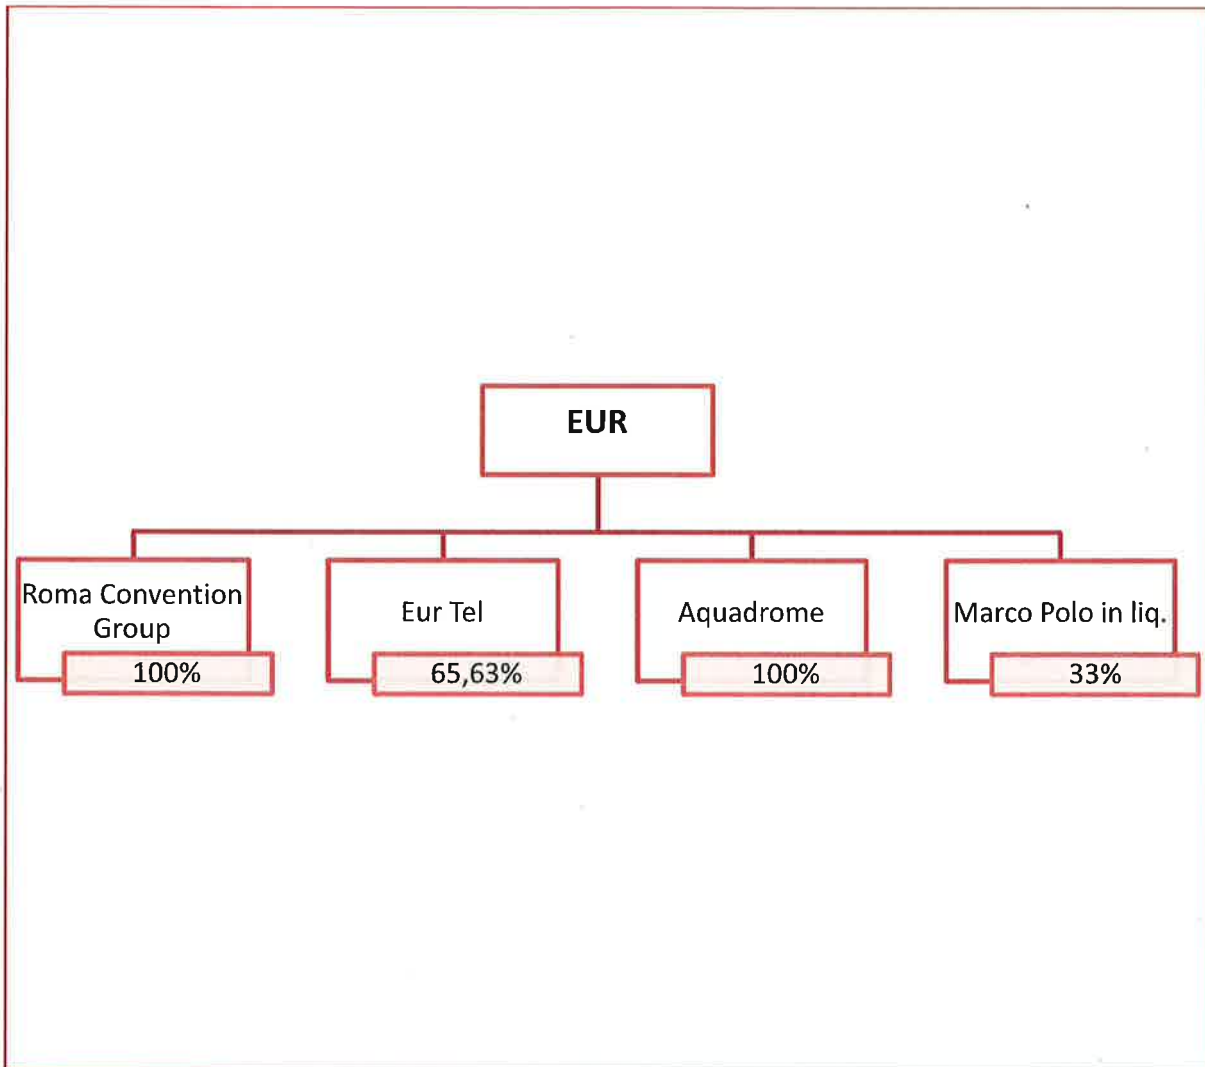 EUR
Roma Convention
Group
100%
Eur Tel
65,63%
Aquadrome
100%
Marco Polo in liq.
33%